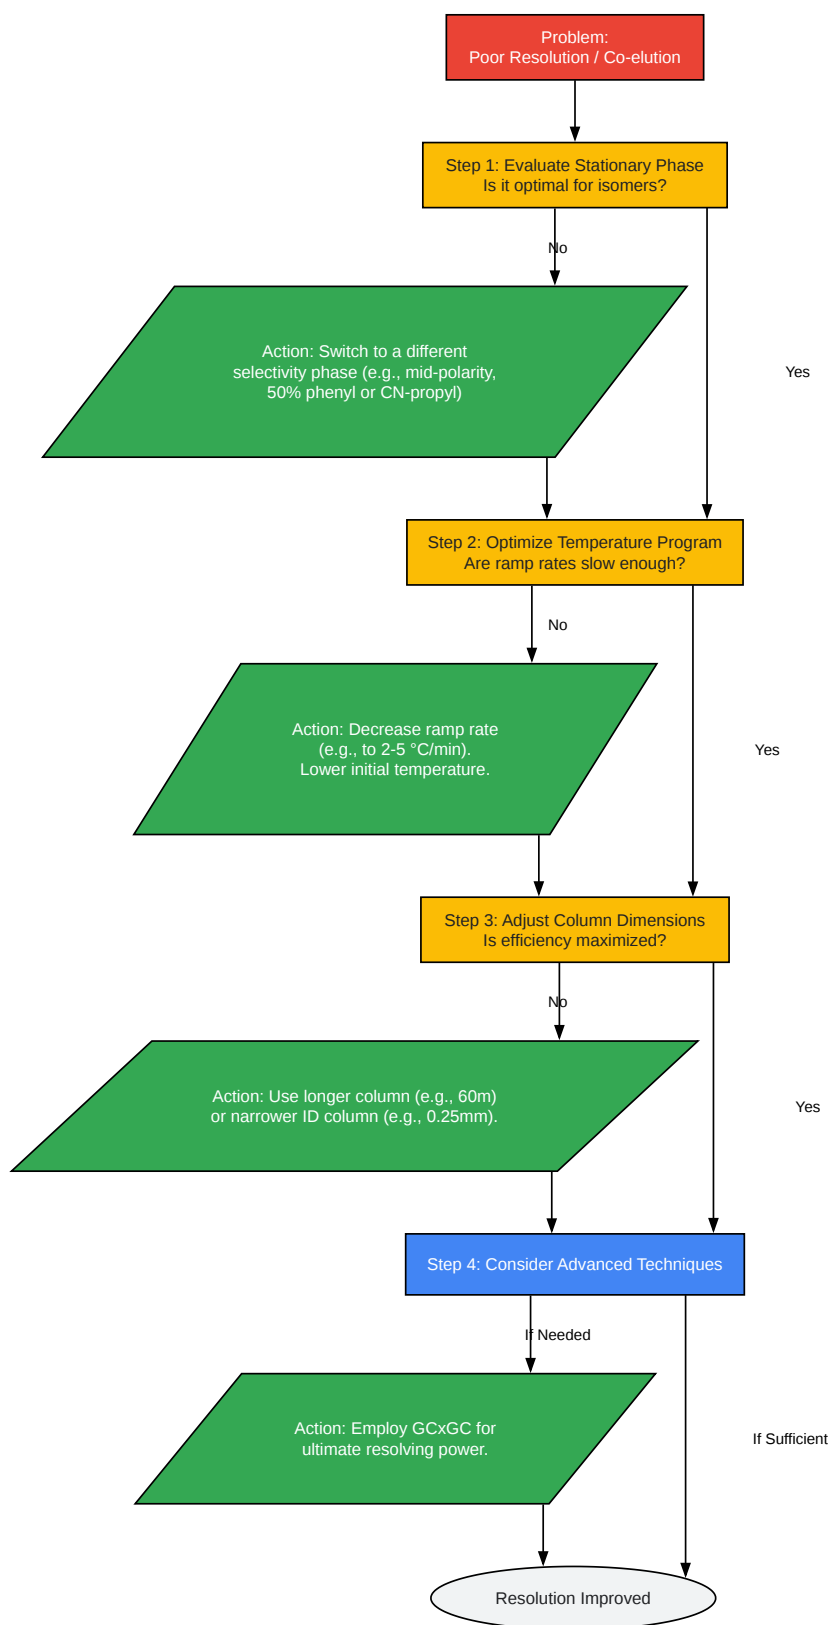 Problem:
Poor Resolution / Co-elution
Step 1: Evaluate Stationary Phase
Is it optimal for isomers?
No
Action: Switch to a different
selectivity phase (e.g., mid-polarity,
50% phenyl or CN-propyl)
Yes
Step 2: Optimize Temperature Program
Are ramp rates slow enough?
No
Action: Decrease ramp rate
(e.g., to 2-5 °C/min).
Lower initial temperature.
Yes
Step 3: Adjust Column Dimensions
Is efficiency maximized?
No
Action: Use longer column (e.g., 60m)
or narrower ID column (e.g., 0.25mm).
Yes
Step 4: Consider Advanced Techniques
If Needed
Action: Employ GCxGC for
ultimate resolving power.
If Sufficient
Resolution Improved